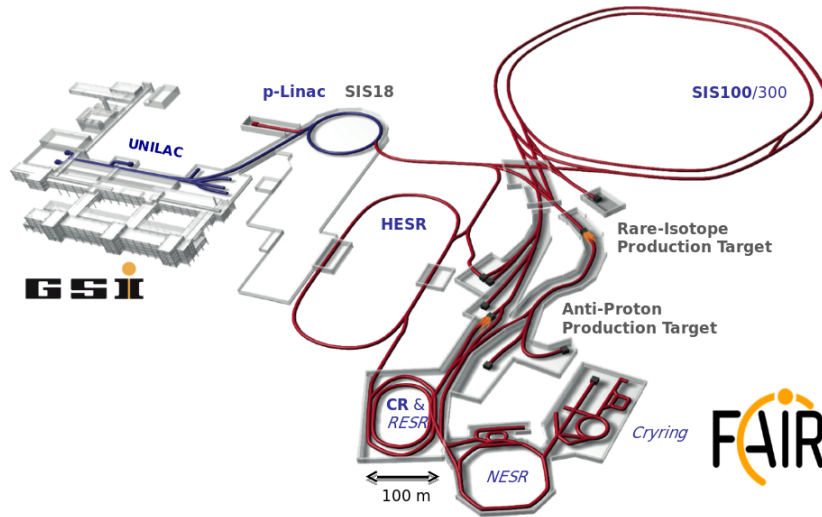 p-Linac
SIS18
SIS100/300
UNILAC
HESR
Rare-Isotope
Production Target
GSI
Anti-Proton
Production Target
CR &
RESR
Cryring
FAIR
NESR
100 m